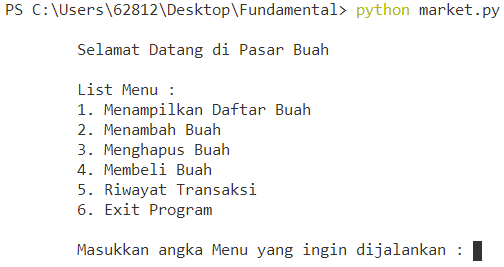 PS C:\Users\62812\Desktop\Fundamental> python market.py
Selamat Datang di Pasar Buah
List Menu :
1. Menampilkan Daftar Buah
2. Menambah Buah
3. Menghapus Buah
4. Membeli Buah
5. Riwayat Transaksi
6. Exit Program
Masukkan angka Menu yang ingin dijalankan :